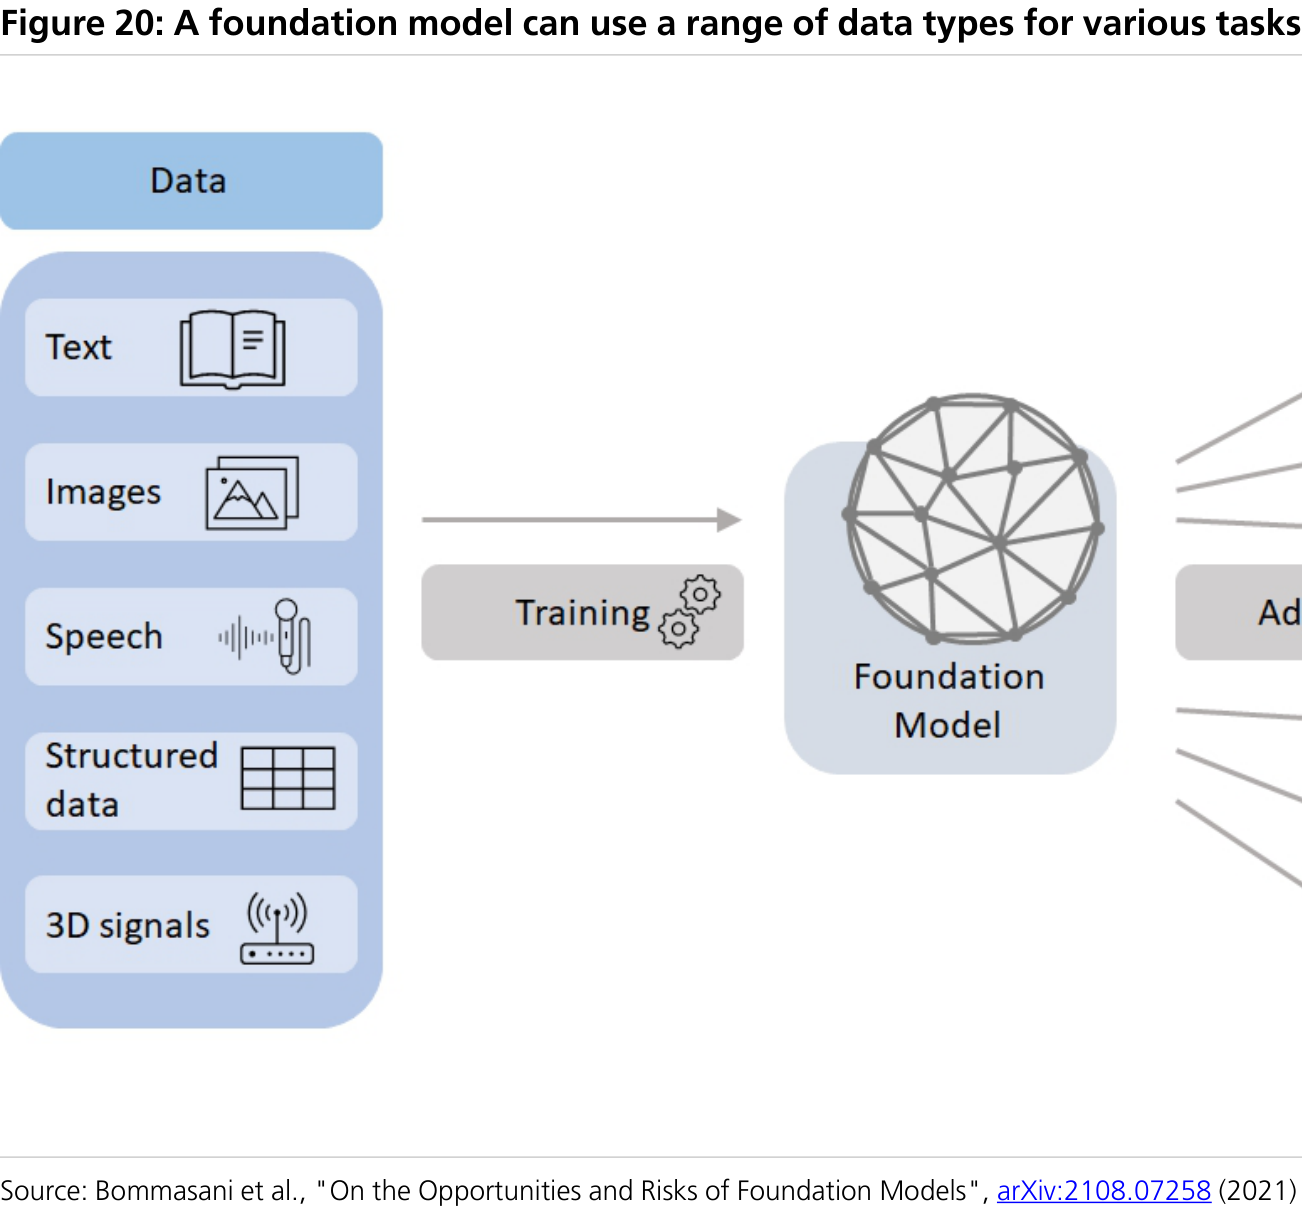 Figure 20: A foundation model can use a range of data types for various tasks
Data
Text
Images
Speech
Structured
data
3D signals
Training
Foundation
Model
Ad
Source: Bommasani et al., "On the Opportunities and Risks of Foundation Models", arXiv:2108.07258 (2021)